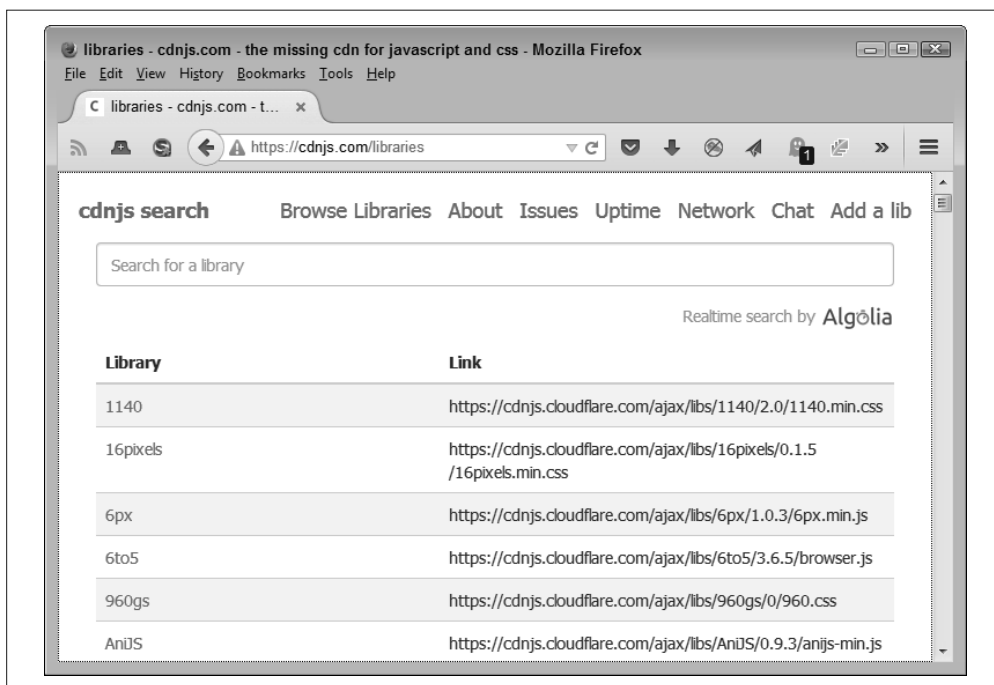 libraries - cdnjs.com - the missing cdn for javascript and css - Mozilla Firefox
File Edit View History Bookmarks Tools Help
C libraries - cdnjs.com - t... ×
https://cdnjs.com/libraries
1
cdnjs search Browse Libraries About Issues Uptime Network Chat Add a lib
Search for a library
Realtime search by Algolia
Library Link
1140 https://cdnjs.cloudflare.com/ajax/libs/1140/2.0/1140.min.css
16pixels https://cdnjs.cloudflare.com/ajax/libs/16pixels/0.1.5
/16pixels.min.css
6px https://cdnjs.cloudflare.com/ajax/libs/6px/1.0.3/6px.min.js
6to5 https://cdnjs.cloudflare.com/ajax/libs/6to5/3.6.5/browser.js
960gs https://cdnjs.cloudflare.com/ajax/libs/960gs/0/960.css
AniJS https://cdnjs.cloudflare.com/ajax/libs/AniJS/0.9.3/anijs-min.js